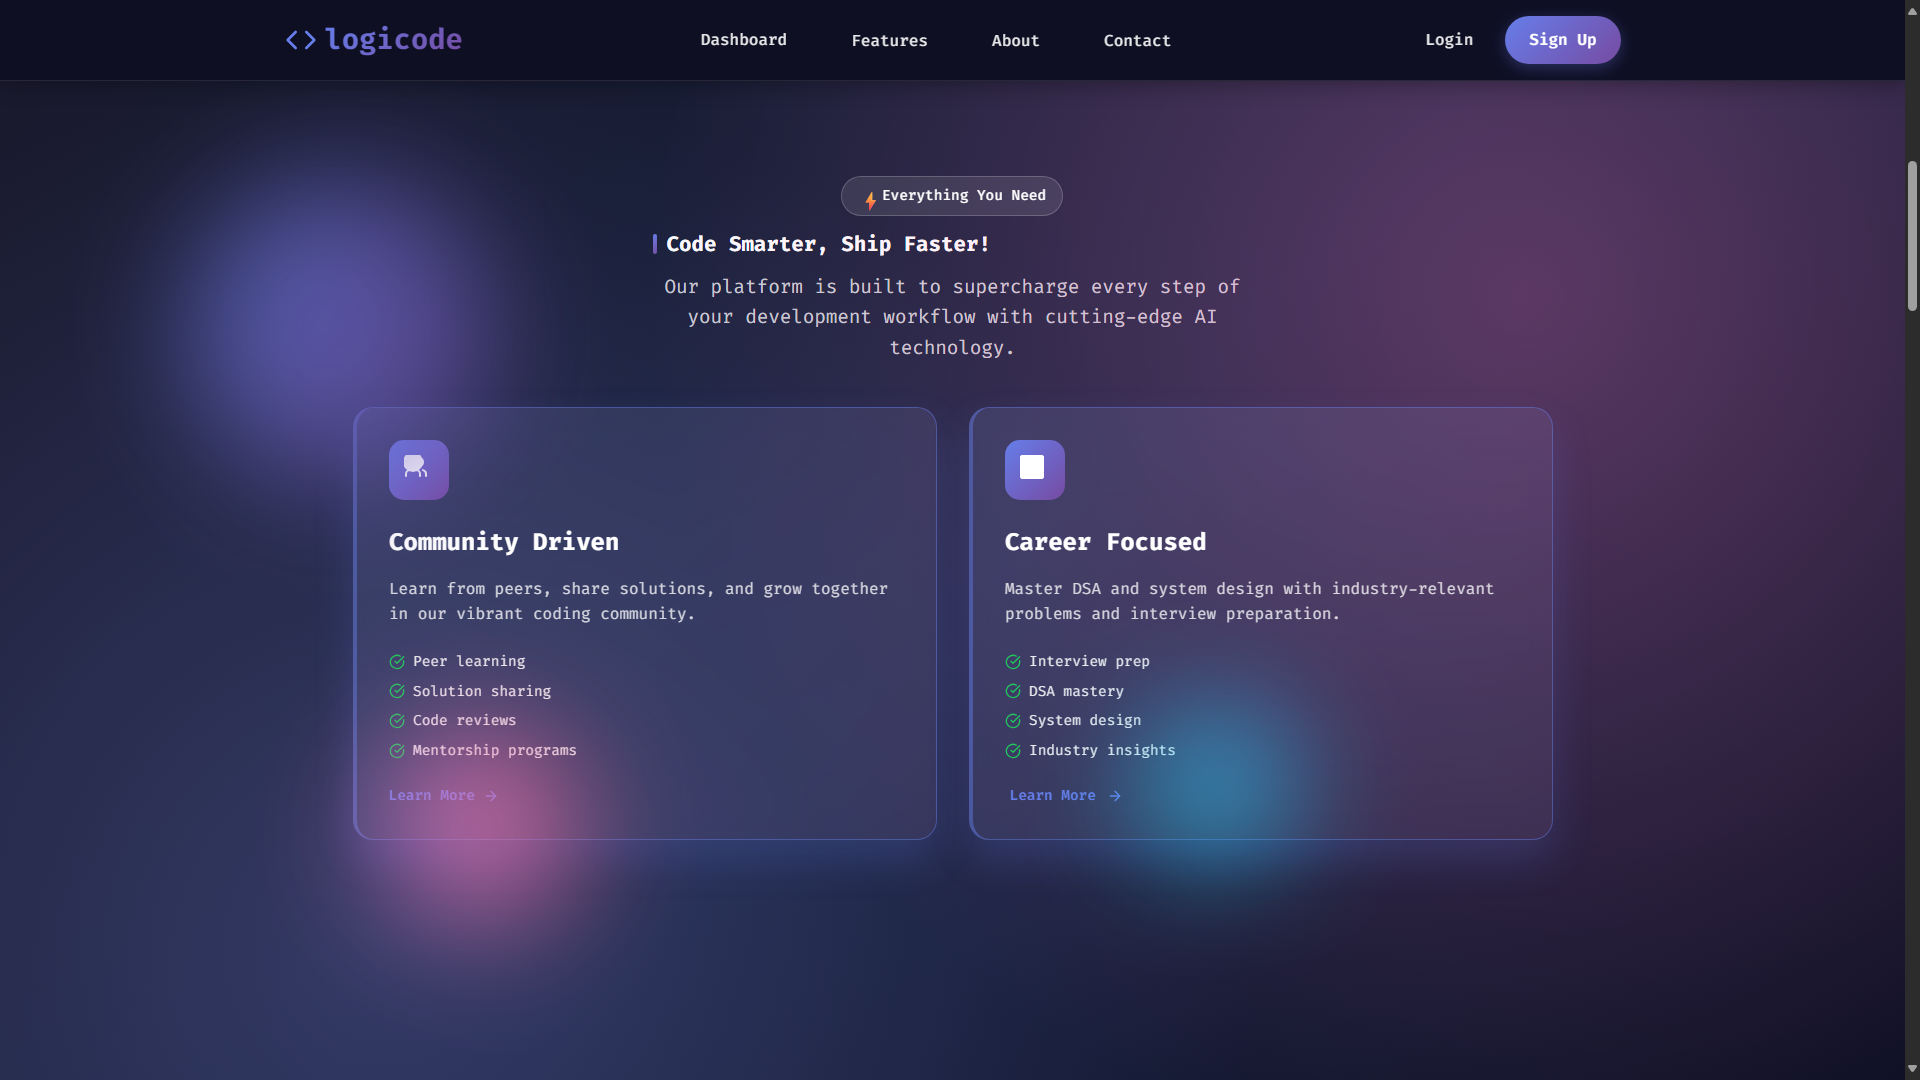 logicode
Dashboard
Features
About
Contact
Login
Sign Up
Everything You Need
Code Smarter, Ship Faster!
Our platform is built to supercharge every step of
your development workflow with cutting-edge AI
technology.
Community Driven
Learn from peers, share solutions, and grow together
in our vibrant coding community.
Peer learning
Solution sharing
Code reviews
Mentorship programs
Learn More →
Career Focused
Master DSA and system design with industry-relevant
problems and interview preparation.
Interview prep
DSA mastery
System design
Industry insights
Learn More →